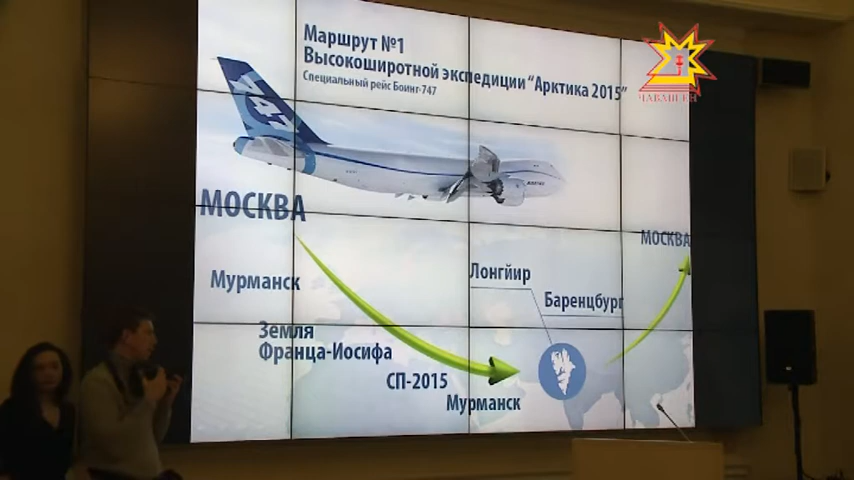 Маршрут №1
Высокоширотной экспедиции "Арктика 2015"
Специальный рейс Боинг-747
ЧАВАШ ЕН
747
МОСКВА
МОСКВА
Мурманск
Лонгйир
Баренцбург
Земля
Франца-Иосифа
СП-2015
Мурманск